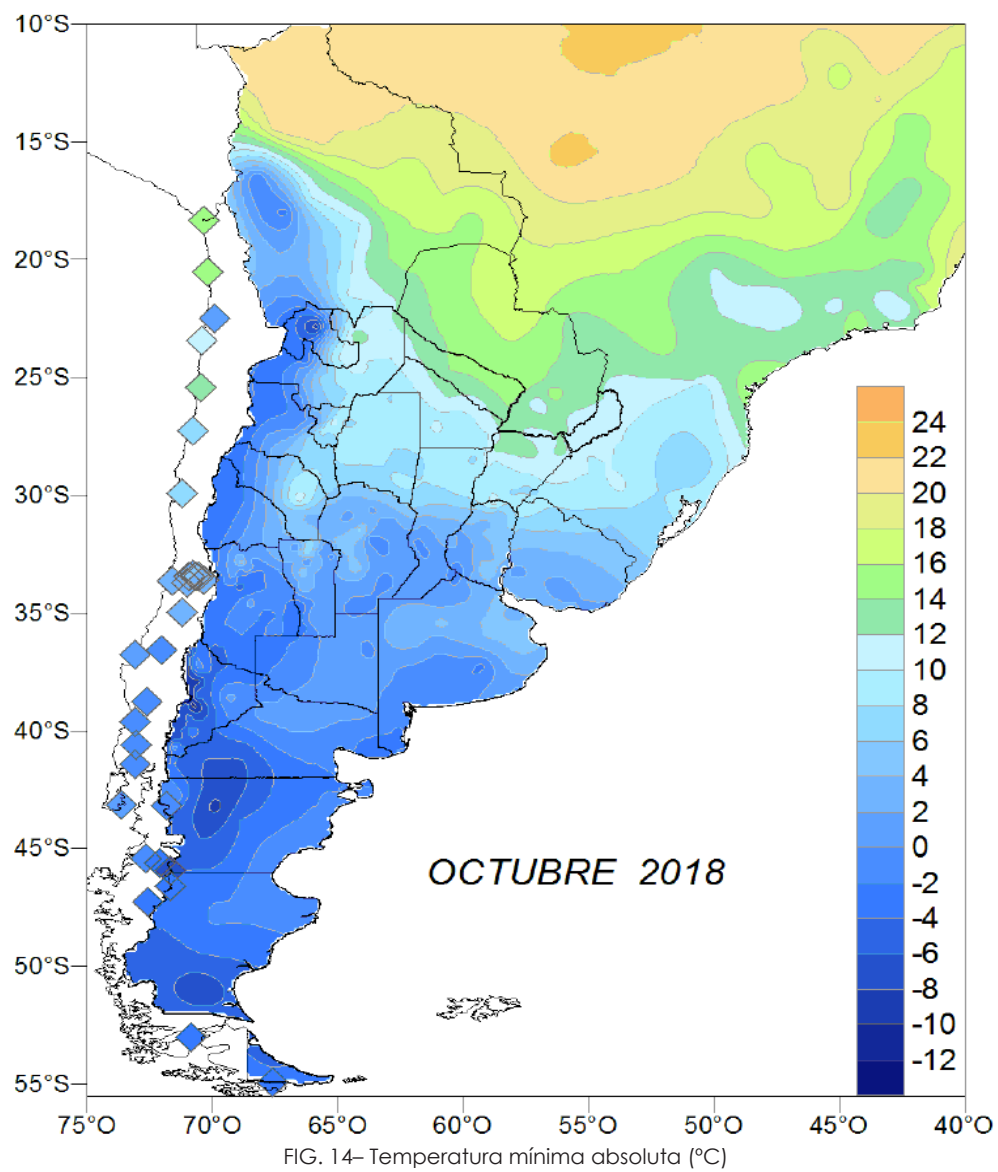 10°S
15°S
20°S
25°S
30°S
35°S
40°S
45°S
50°S
55°S
24
22
20
18
16
14
12
10
8
6
4
2
0
-2
-4
-6
-8
-10
-12
OCTUBRE 2018
75°O 70°O 65°O 60°O 55°O 50°O 45°O 40°O
FIG. 14– Temperatura mínima absoluta (ºC)